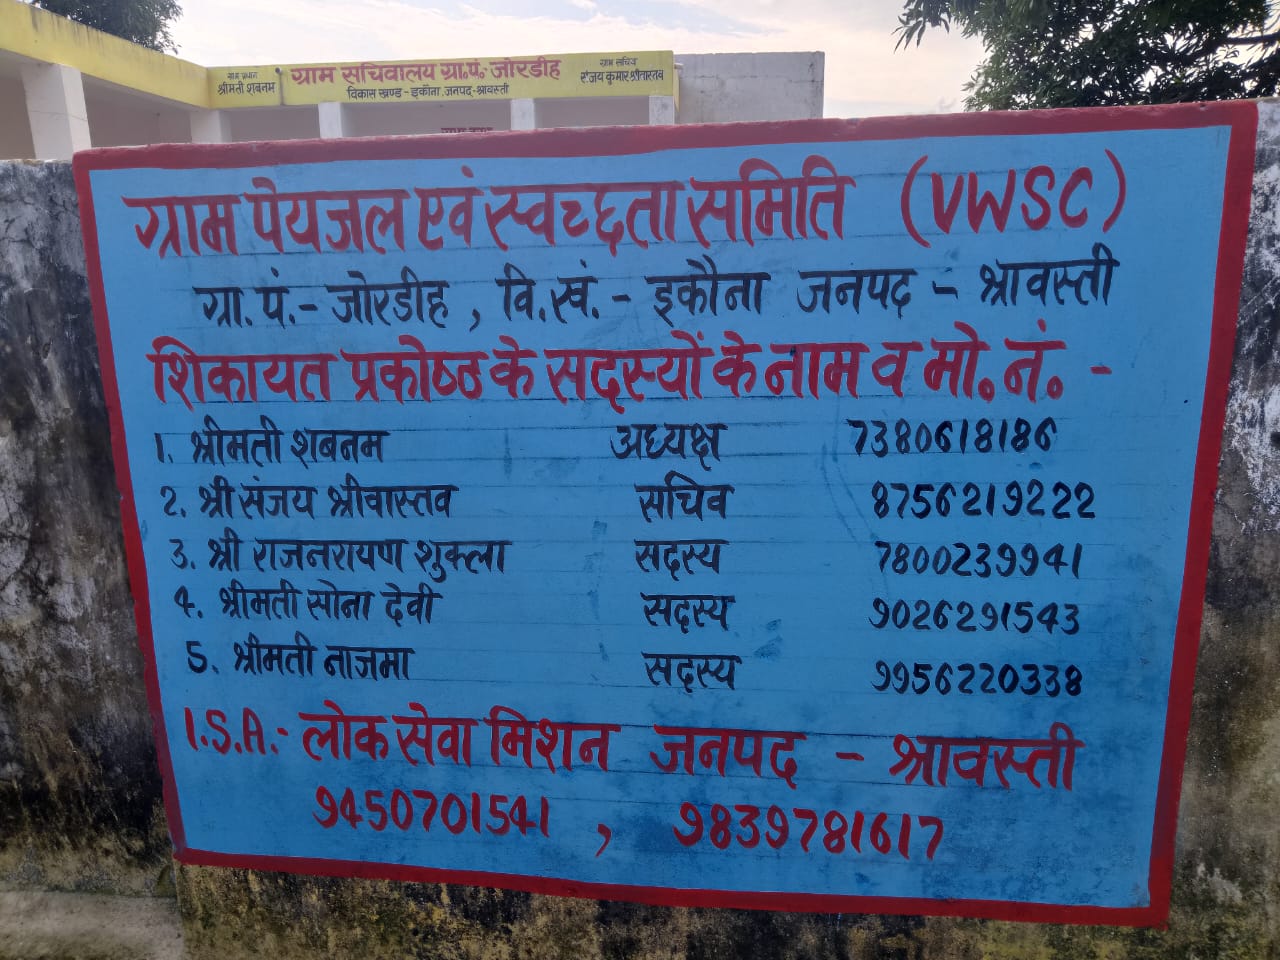 ग्राम प्रधान
श्रीमती शबनम
ग्राम सचिवालय ग्रा.पं.- जोरडीह
विकास खण्ड - इकौना, जनपद - श्रावस्ती
ग्राम सचिव
संजय कुमार श्रीवास्तव
ग्राम पेयजल एवं स्वच्छता समिति (VWSC)
ग्रा.पं.- जोरडीह , वि.खं.- इकौना जनपद - श्रावस्ती
शिकायत प्रकोष्ठ के सदस्यों के नाम व मो. नं. -
1. श्रीमती शबनम अध्यक्ष 7380618186
2. श्री संजय श्रीवास्तव सचिव 8756219222
3. श्री राजनरायण शुक्ला सदस्य 7800239941
4. श्रीमती सोना देवी सदस्य 9026291543
5. श्रीमती नाजमा सदस्य 9956220338
I.S.A.- लोक सेवा मिशन जनपद - श्रावस्ती
9450701541 , 9839781617